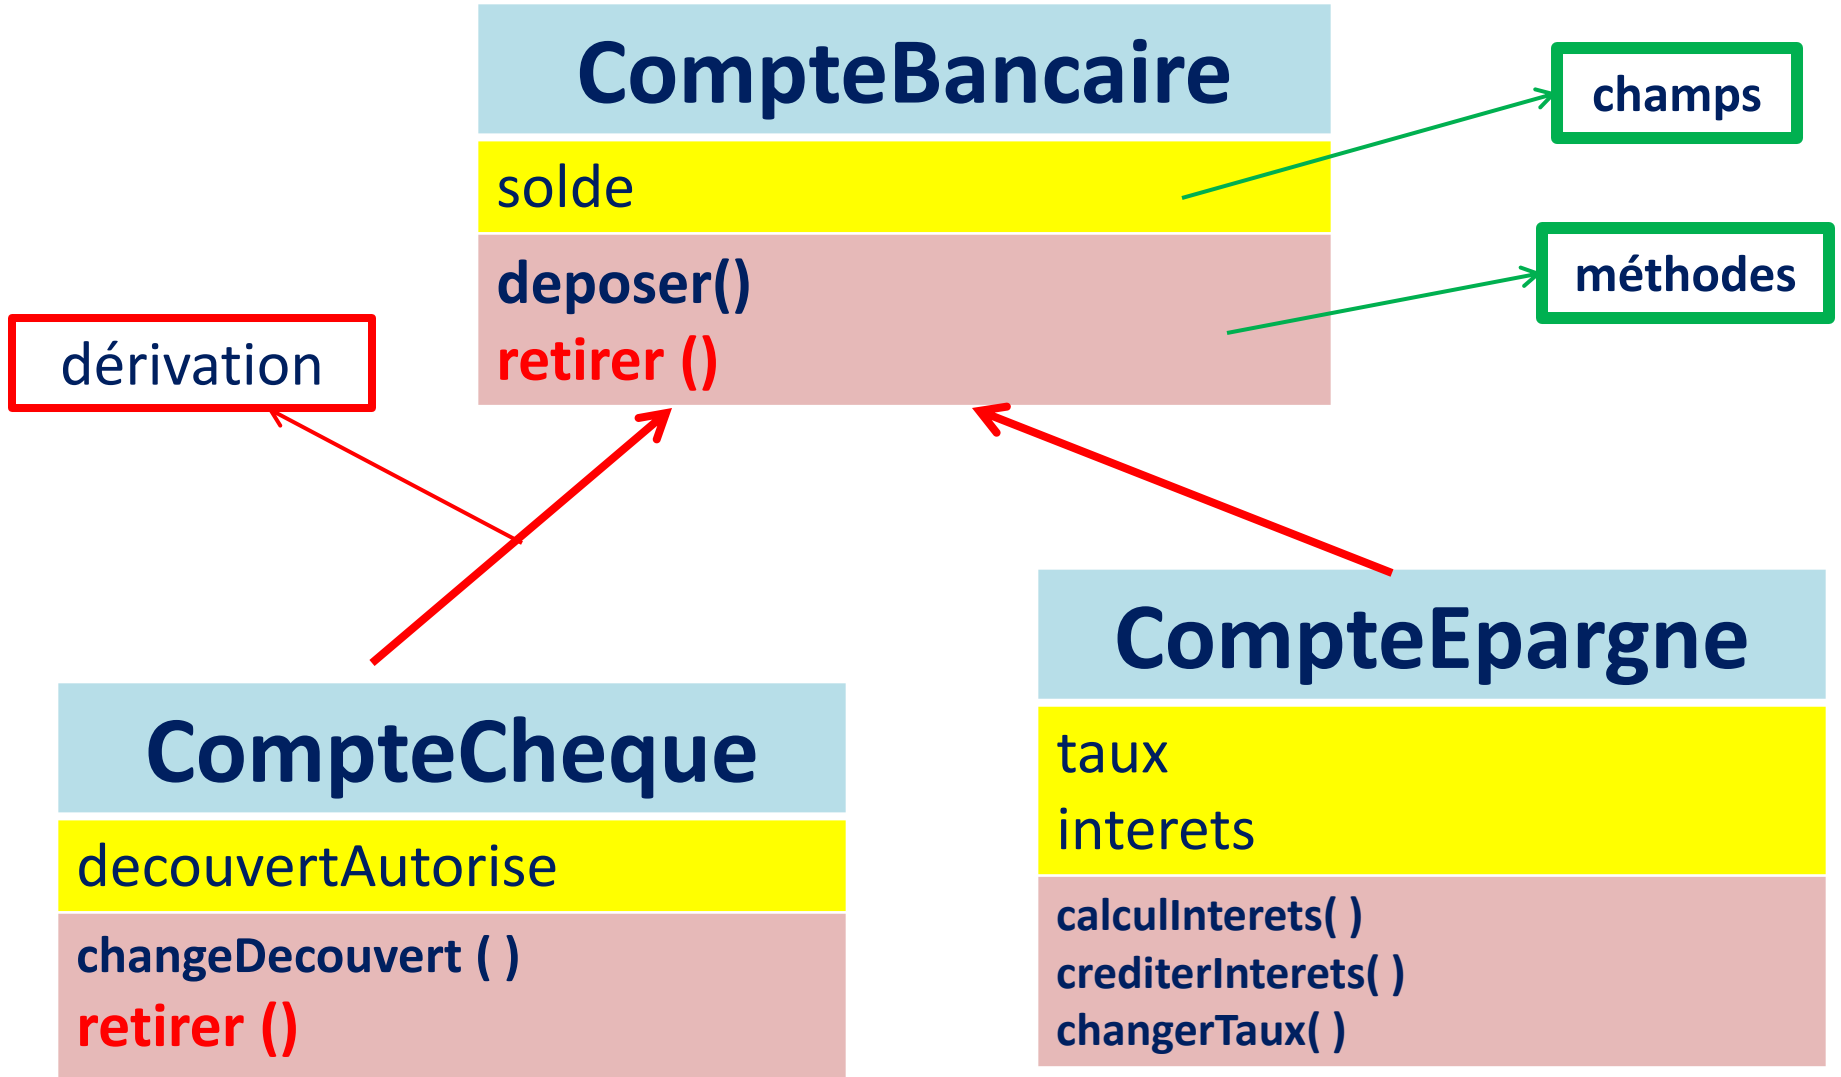 CompteBancaire
solde
deposer()
retirer ()
champs
méthodes
dérivation
CompteCheque
decouvertAutorise
changeDecouvert ( )
retirer ()
CompteEpargne
taux
interets
calculInterets( )
crediterInterets( )
changerTaux( )